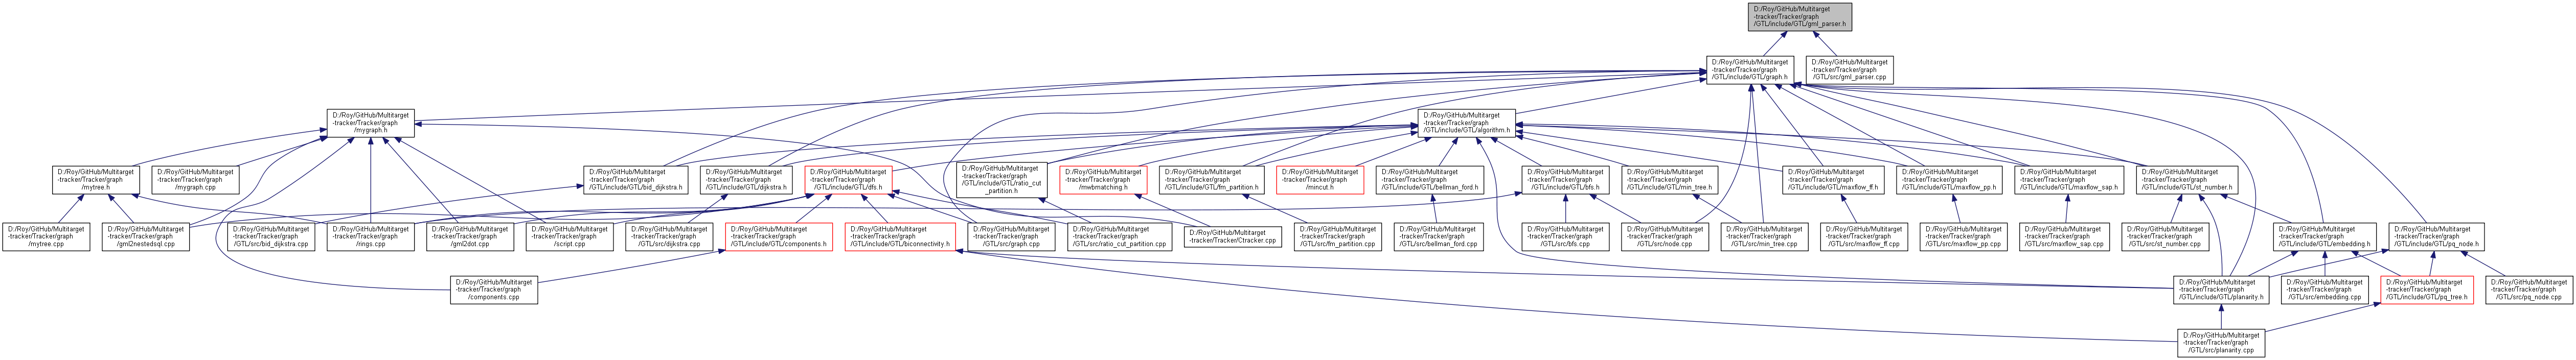 D:/Roy/GitHub/Multitarget
-tracker/Tracker/graph
/GTL/include/GTL/gml_parser.h
D:/Roy/GitHub/Multitarget
-tracker/Tracker/graph
/GTL/include/GTL/graph.h
D:/Roy/GitHub/Multitarget
-tracker/Tracker/graph
/GTL/src/gml_parser.cpp
D:/Roy/GitHub/Multitarget
-tracker/Tracker/graph
/mygraph.h
D:/Roy/GitHub/Multitarget
-tracker/Tracker/graph
/GTL/include/GTL/algorithm.h
D:/Roy/GitHub/Multitarget
-tracker/Tracker/graph
/mytree.h
D:/Roy/GitHub/Multitarget
-tracker/Tracker/graph
/mygraph.cpp
D:/Roy/GitHub/Multitarget
-tracker/Tracker/graph
/GTL/include/GTL/bid_dijkstra.h
D:/Roy/GitHub/Multitarget
-tracker/Tracker/graph
/GTL/include/GTL/dijkstra.h
D:/Roy/GitHub/Multitarget
-tracker/Tracker/graph
/GTL/include/GTL/dfs.h
D:/Roy/GitHub/Multitarget
-tracker/Tracker/graph
/GTL/include/GTL/ratio_cut
_partition.h
D:/Roy/GitHub/Multitarget
-tracker/Tracker/graph
/mwbmatching.h
D:/Roy/GitHub/Multitarget
-tracker/Tracker/graph
/GTL/include/GTL/fm_partition.h
D:/Roy/GitHub/Multitarget
-tracker/Tracker/graph
/mincut.h
D:/Roy/GitHub/Multitarget
-tracker/Tracker/graph
/GTL/include/GTL/bellman_ford.h
D:/Roy/GitHub/Multitarget
-tracker/Tracker/graph
/GTL/include/GTL/bfs.h
D:/Roy/GitHub/Multitarget
-tracker/Tracker/graph
/GTL/include/GTL/min_tree.h
D:/Roy/GitHub/Multitarget
-tracker/Tracker/graph
/GTL/include/GTL/maxflow_ff.h
D:/Roy/GitHub/Multitarget
-tracker/Tracker/graph
/GTL/include/GTL/maxflow_pp.h
D:/Roy/GitHub/Multitarget
-tracker/Tracker/graph
/GTL/include/GTL/maxflow_sap.h
D:/Roy/GitHub/Multitarget
-tracker/Tracker/graph
/GTL/include/GTL/st_number.h
D:/Roy/GitHub/Multitarget
-tracker/Tracker/graph
/mytree.cpp
D:/Roy/GitHub/Multitarget
-tracker/Tracker/graph
/gml2nestedsql.cpp
D:/Roy/GitHub/Multitarget
-tracker/Tracker/graph
/GTL/src/bid_dijkstra.cpp
D:/Roy/GitHub/Multitarget
-tracker/Tracker/graph
/rings.cpp
D:/Roy/GitHub/Multitarget
-tracker/Tracker/graph
/gml2dot.cpp
D:/Roy/GitHub/Multitarget
-tracker/Tracker/graph
/script.cpp
D:/Roy/GitHub/Multitarget
-tracker/Tracker/graph
/GTL/src/dijkstra.cpp
D:/Roy/GitHub/Multitarget
-tracker/Tracker/graph
/GTL/include/GTL/components.h
D:/Roy/GitHub/Multitarget
-tracker/Tracker/graph
/GTL/include/GTL/biconnectivity.h
D:/Roy/GitHub/Multitarget
-tracker/Tracker/graph
/GTL/src/graph.cpp
D:/Roy/GitHub/Multitarget
-tracker/Tracker/graph
/GTL/src/ratio_cut_partition.cpp
D:/Roy/GitHub/Multitarget
-tracker/Tracker/Ctracker.cpp
D:/Roy/GitHub/Multitarget
-tracker/Tracker/graph
/GTL/src/fm_partition.cpp
D:/Roy/GitHub/Multitarget
-tracker/Tracker/graph
/GTL/src/bellman_ford.cpp
D:/Roy/GitHub/Multitarget
-tracker/Tracker/graph
/GTL/src/bfs.cpp
D:/Roy/GitHub/Multitarget
-tracker/Tracker/graph
/GTL/src/node.cpp
D:/Roy/GitHub/Multitarget
-tracker/Tracker/graph
/GTL/src/min_tree.cpp
D:/Roy/GitHub/Multitarget
-tracker/Tracker/graph
/GTL/src/maxflow_ff.cpp
D:/Roy/GitHub/Multitarget
-tracker/Tracker/graph
/GTL/src/maxflow_pp.cpp
D:/Roy/GitHub/Multitarget
-tracker/Tracker/graph
/GTL/src/maxflow_sap.cpp
D:/Roy/GitHub/Multitarget
-tracker/Tracker/graph
/GTL/src/st_number.cpp
D:/Roy/GitHub/Multitarget
-tracker/Tracker/graph
/GTL/include/GTL/embedding.h
D:/Roy/GitHub/Multitarget
-tracker/Tracker/graph
/GTL/include/GTL/pq_node.h
D:/Roy/GitHub/Multitarget
-tracker/Tracker/graph
/components.cpp
D:/Roy/GitHub/Multitarget
-tracker/Tracker/graph
/GTL/include/GTL/planarity.h
D:/Roy/GitHub/Multitarget
-tracker/Tracker/graph
/GTL/src/embedding.cpp
D:/Roy/GitHub/Multitarget
-tracker/Tracker/graph
/GTL/include/GTL/pq_tree.h
D:/Roy/GitHub/Multitarget
-tracker/Tracker/graph
/GTL/src/pq_node.cpp
D:/Roy/GitHub/Multitarget
-tracker/Tracker/graph
/GTL/src/planarity.cpp